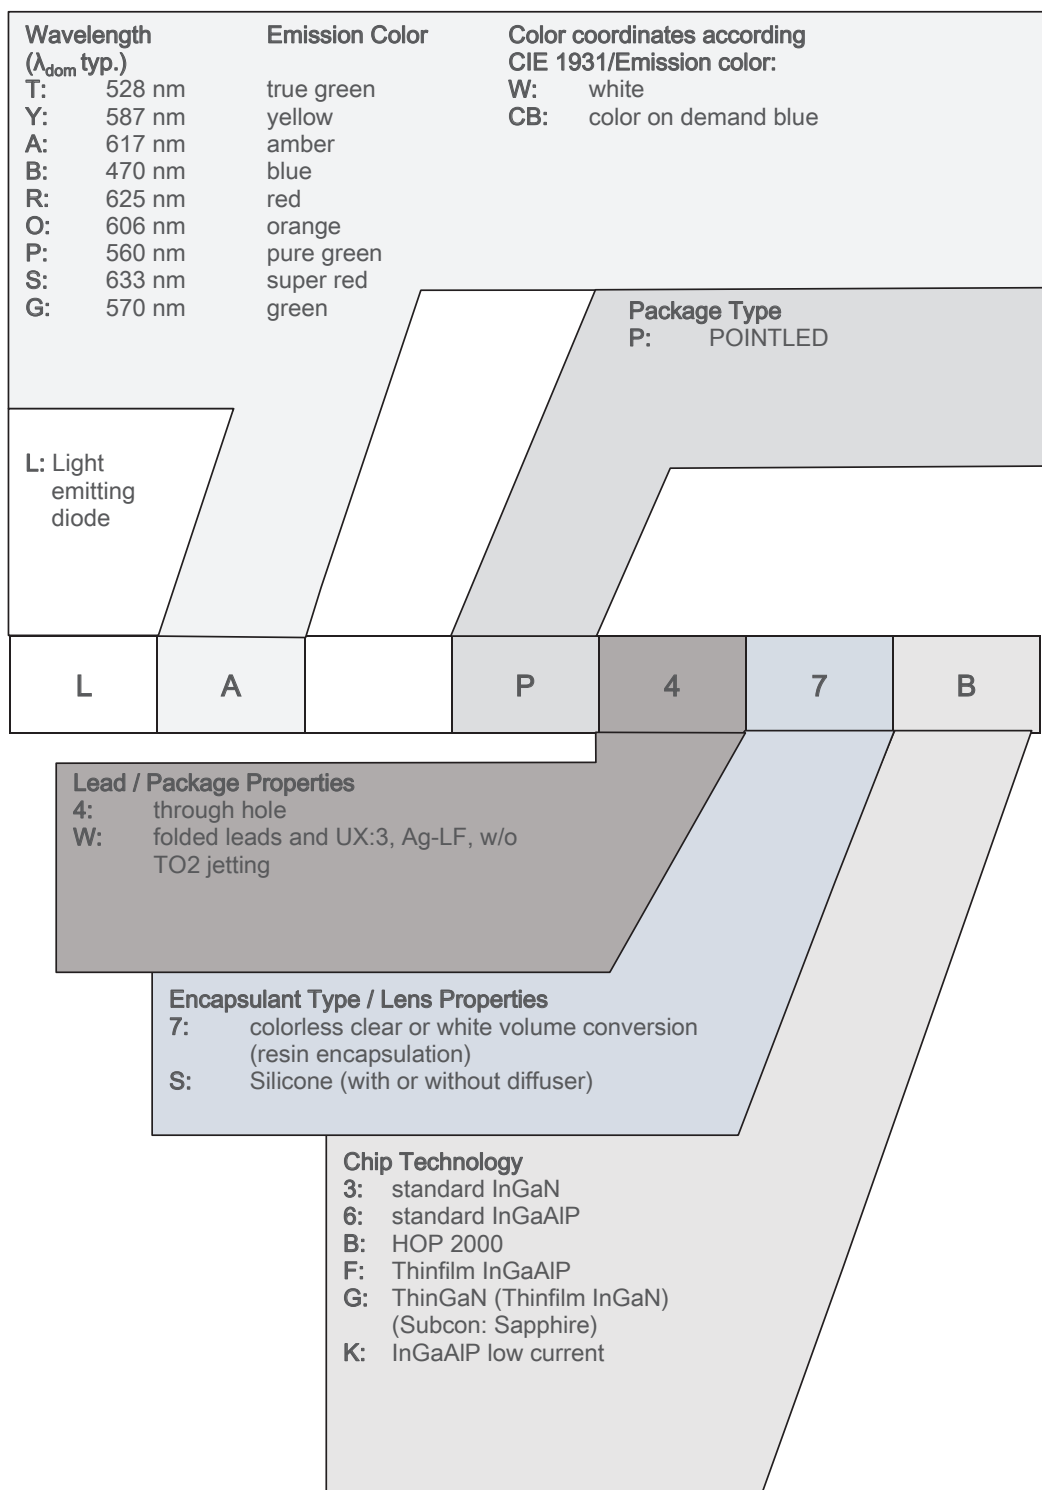 Wavelength Emission Color Color coordinates according
(λdom typ.) CIE 1931/Emission color:
T: 528 nm true green W: white
Y: 587 nm yellow CB: color on demand blue
A: 617 nm amber
B: 470 nm blue
R: 625 nm red
O: 606 nm orange
P: 560 nm pure green
S: 633 nm super red
G: 570 nm green
Package Type
P: POINTLED
L: Light
emitting
diode
L A P 4 7 B
Lead / Package Properties
4: through hole
W: folded leads and UX:3, Ag-LF, w/o
TO2 jetting
Encapsulant Type / Lens Properties
7: colorless clear or white volume conversion
(resin encapsulation)
S: Silicone (with or without diffuser)
Chip Technology
3: standard InGaN
6: standard InGaAlP
B: HOP 2000
F: Thinfilm InGaAlP
G: ThinGaN (Thinfilm InGaN)
(Subcon: Sapphire)
K: InGaAlP low current